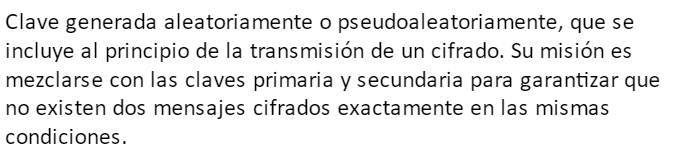 Clave generada aleatoriamente o pseudoaleatoriamente, que se
incluye al principio de la transmisión de un cifrado. Su misión es
mezclarse con las claves primaria y secundaria para garantizar que
no existen dos mensajes cifrados exactamente en las mismas
condiciones.